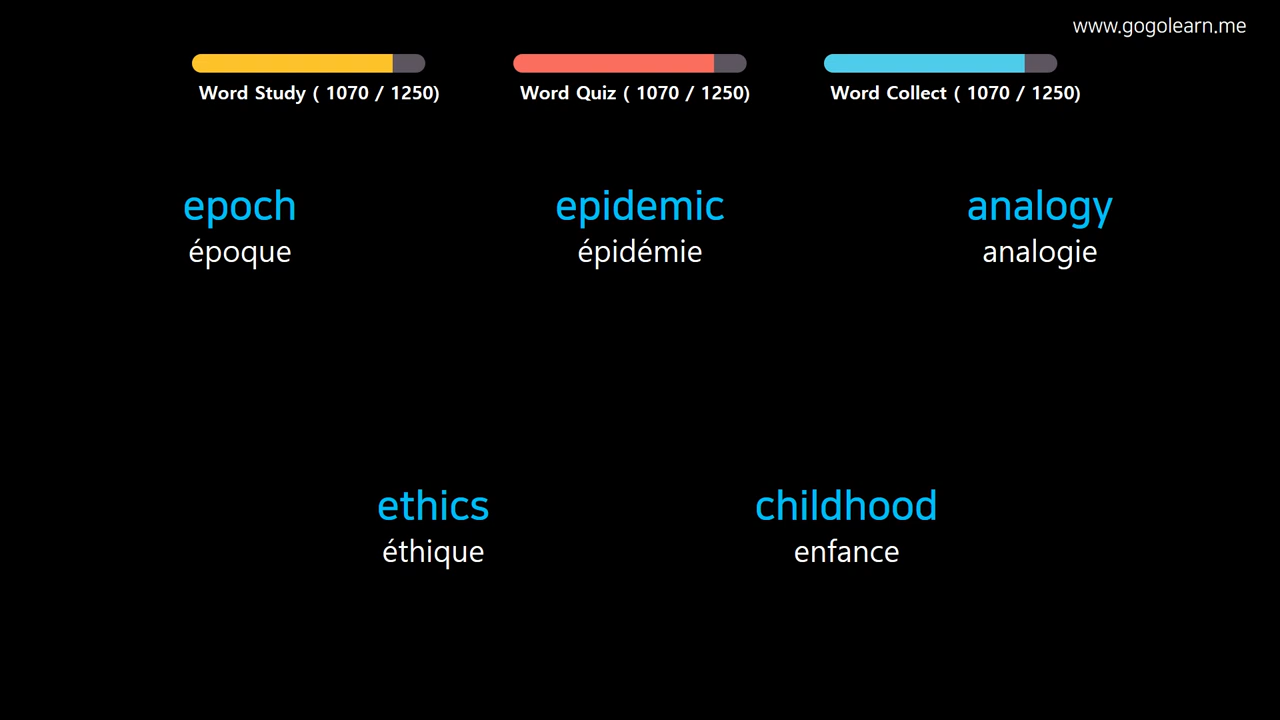 www.gogolearn.me
Word Study ( 1070 / 1250)
Word Quiz ( 1070 / 1250)
Word Collect ( 1070 / 1250)
epoch
époque
epidemic
épidémie
analogy
analogie
ethics
éthique
childhood
enfance